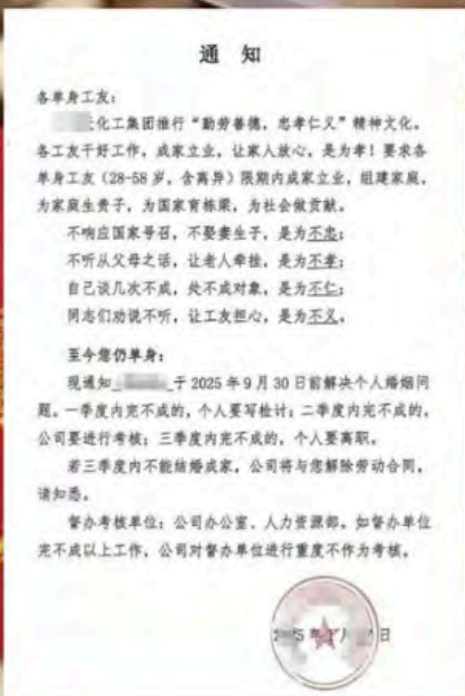 通 知
各单身工友：
化工集团推行“勤劳善德，忠孝仁义”精神文化。
各工友干好工作，成家立业，让家人放心，是为孝！要求各
单身工友（28-58岁，含离异）限期内成家立业，组建家庭，
为家庭生贵子，为国家育栋梁，为社会做贡献。
不响应国家号召，不娶妻生子，是为不忠；
不听从父母之话，让老人牵挂，是为不孝；
自己谈几次不成，处不成对象，是为不仁；
同志们劝说不听，让工友担心，是为不义。
至今您仍单身：
现通知 于2025年9月30日前解决个人婚姻问
题。一季度内完不成的，个人要写检讨；二季度内完不成的，
公司要进行考核；三季度内完不成的，个人要离职。
若三季度内不能结婚成家，公司将与您解除劳动合同，
请知悉。
督办考核单位：公司办公室、人力资源部，如督办单位
完不成以上工作，公司对督办单位进行重度不作为考核。
年 月 日